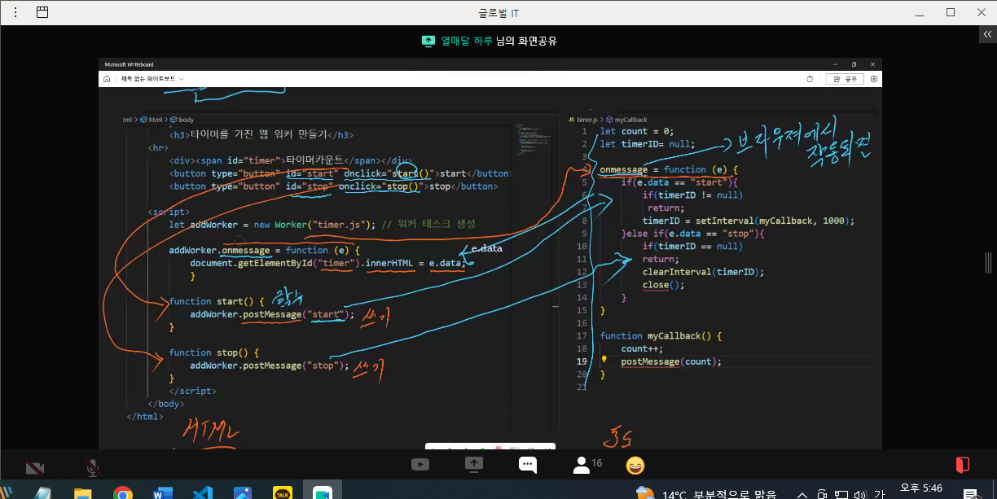 글로벌 IT
열매달 하루 님의 화면공유
Microsoft Whiteboard
제목 없는 화이트보드
공유
html > body
<h3>타이머를 가진 웹 워커 만들기</h3>
<hr>
<div><span id="timer">타이머카운트</span></div>
<button type="button" id="start" onclick="start()">start</button>
<button type="button" id="stop" onclick="stop()">stop</button>
<script>
let addWorker = new Worker("timer.js"); // 워커 태스크 생성
addWorker.onmessage = function (e) {
e.data
document.getElementById("timer").innerHTML = e.data;
}
function start() {
addWorker.postMessage("start"); 쓰기
}
function stop() {
addWorker.postMessage("stop"); 쓰기
}
</script>
</body>
</html>
HTML
JS timer.js > myCallback
1 let count = 0;
2 let timerID= null;
브라우저에서
3
4 onmessage = function (e) {
5 if(e.data == "start"){
6 if(timerID != null)
7 return;
8 timerID = setInterval(myCallback, 1000);
9 }else if(e.data == "stop"){
10 if(timerID == null)
11 return;
12 clearInterval(timerID);
13 close();
14 }
15 }
16
17 function myCallback() {
18 count++;
19 postMessage(count);
20 }
21
JS
16
14°C 부분적으로 맑음
가
오후 5:46